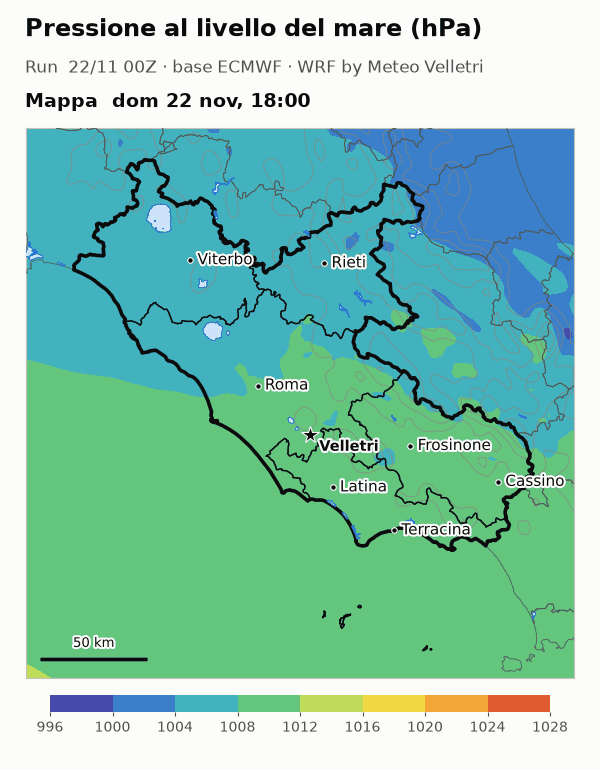 Pressione al livello del mare (hPa)
Run  22/11 00Z · base ECMWF · WRF by Meteo Velletri
Mappa  dom 22 nov, 18:00
Viterbo
Rieti
Roma
Velletri
Frosinone
Cassino
Latina
Terracina
50 km
996 1000 1004 1008 1012 1016 1020 1024 1028